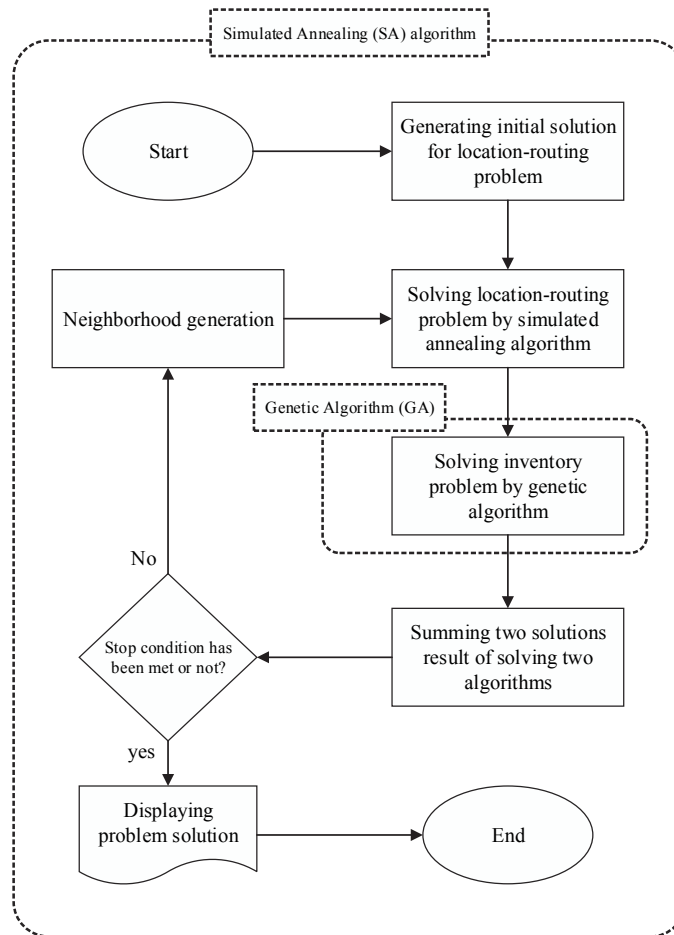 Simulated Annealing (SA) algorithm
Start
Generating initial solution
for location-routing
problem
Neighborhood generation
Solving location-routing
problem by simulated
annealing algorithm
Genetic Algorithm (GA)
Solving inventory
problem by genetic
algorithm
No
Stop condition has
been met or not?
Summing two solutions
result of solving two
algorithms
yes
Displaying
problem solution
End